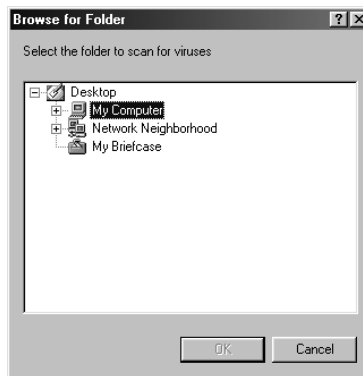 Browse for Folder
Select the folder to scan for viruses
Desktop
My Computer
Network Neighborhood
My Briefcase
OK Cancel